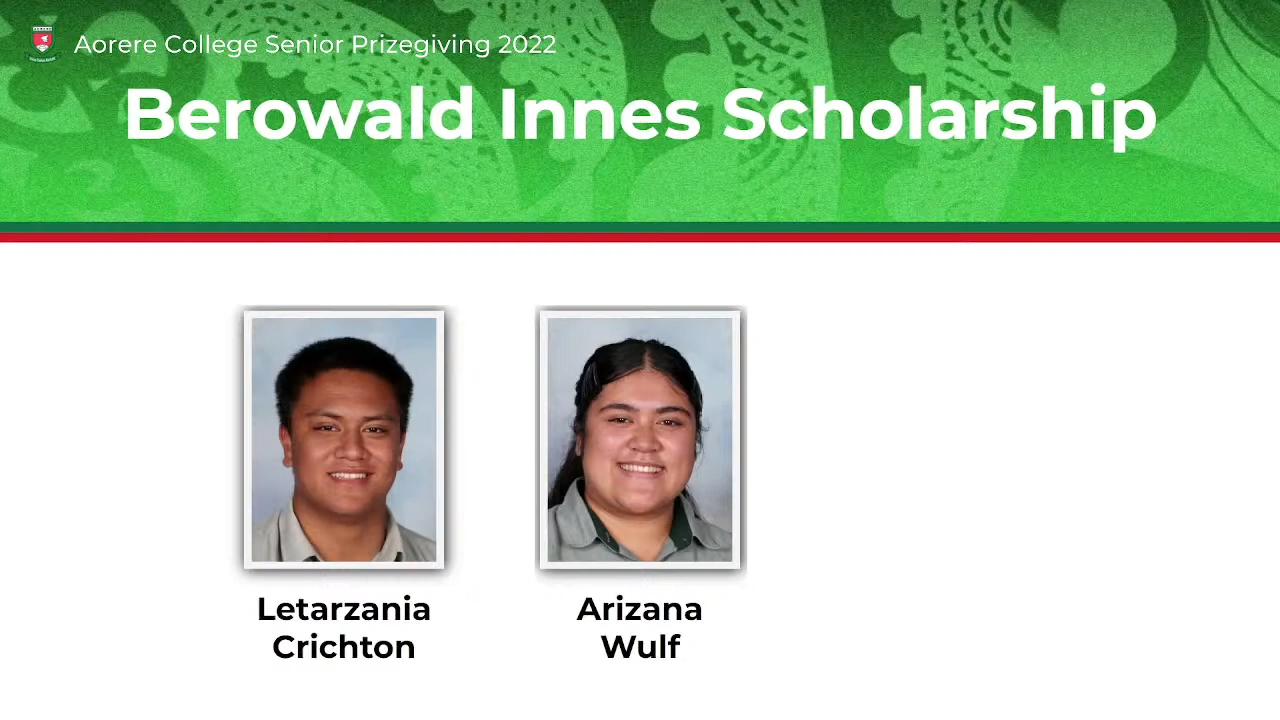 Aorere College Senior Prizegiving 2022
Berowald Innes Scholarship
Letarzania
Crichton
Arizana
Wulf